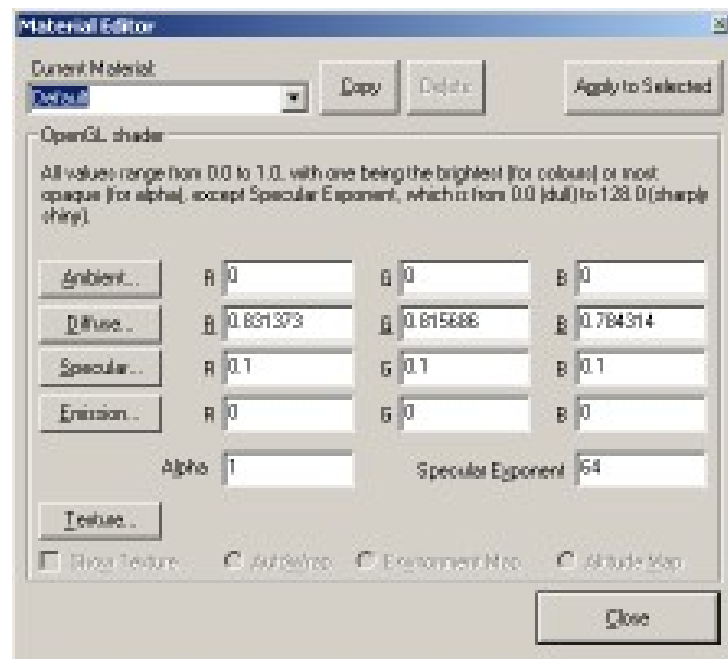 Material Editor
Current Material:
Default
Copy
Delete
Apply to Selected
OpenGL shader
All values range from 0.0 to 1.0, with one being the brightest (for colours) or most
opaque (for alpha), except Specular Exponent, which is from 0.0 (dull) to 128.0 (sharply
shiny).
Ambient... R 0 G 0 B 0
Diffuse... R 0.831373 G 0.815686 B 0.784314
Specular... R 0.1 G 0.1 B 0.1
Emission... R 0 G 0 B 0
Alpha 1 Specular Exponent 64
Texture...
Show Texture AutoWrap Environment Map Altitude Map
Close